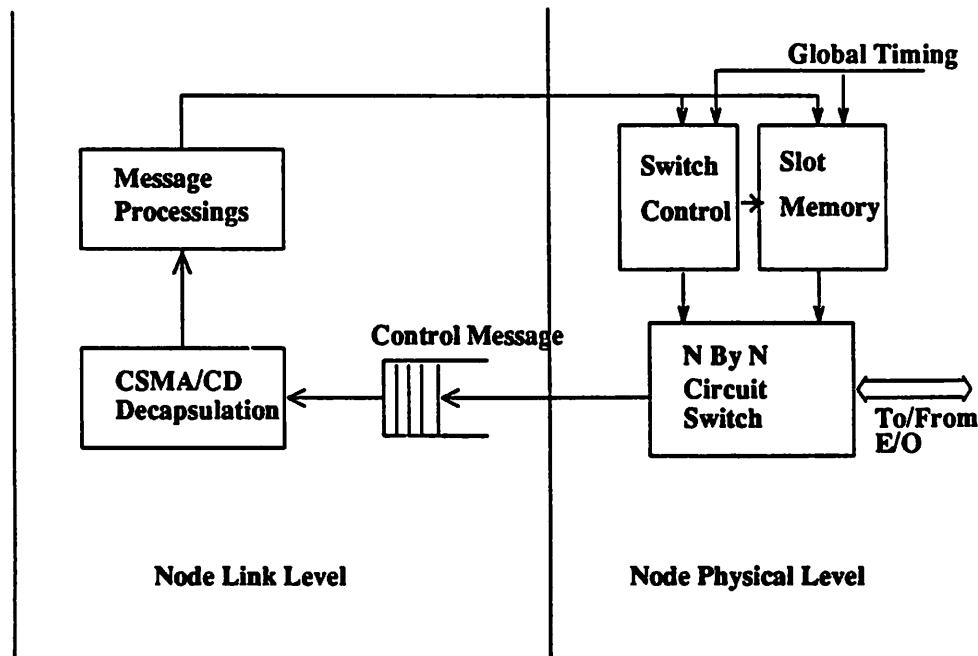 Global Timing
Message
Processings
Switch
Control
Slot
Memory
Control Message
CSMA/CD
Decapsulation
N By N
Circuit
Switch
To/From
E/O
Node Link Level
Node Physical Level